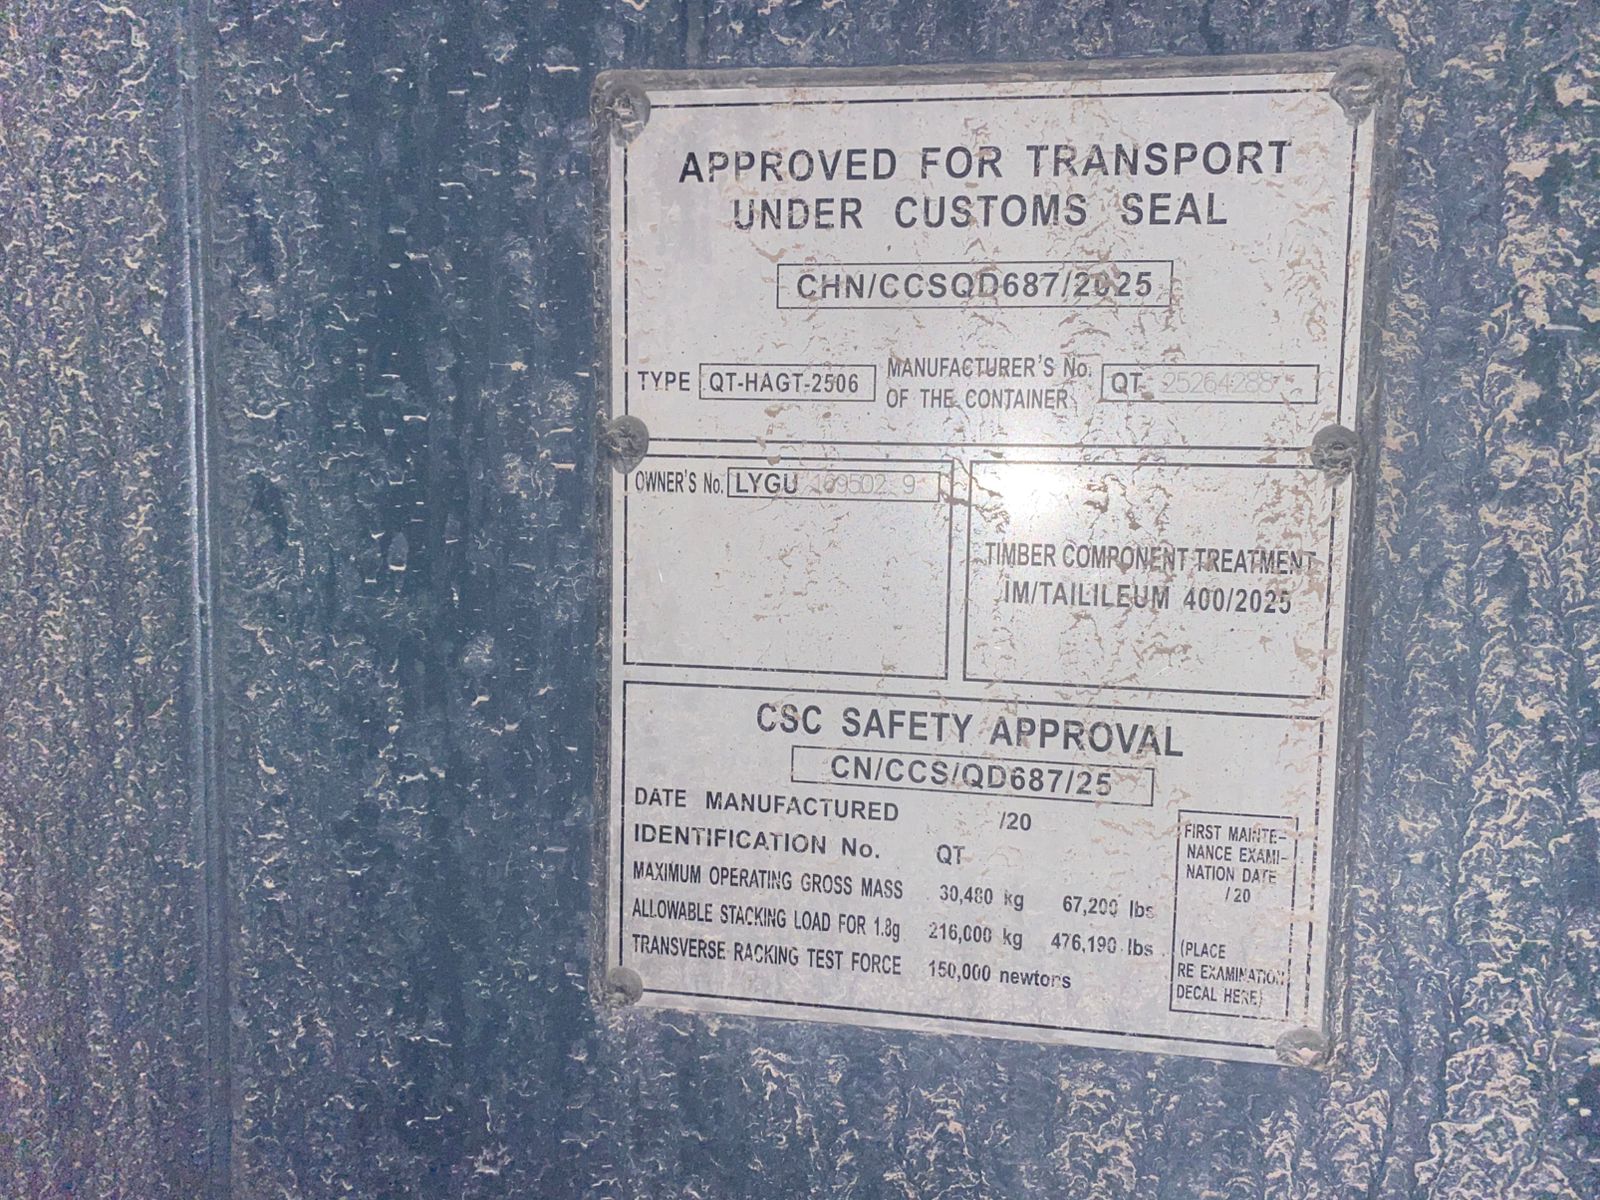 APPROVED FOR TRANSPORT
UNDER CUSTOMS SEAL
CHN/CCSQD687/2025
TYPE QT-HAGT-2506
MANUFACTURER'S No.
OF THE CONTAINER
QT 25264288
OWNER'S No. LYGU 169502 9
TIMBER COMPONENT TREATMENT
IM/TAILILEUM 400/2025
CSC SAFETY APPROVAL
CN/CCS/QD687/25
DATE MANUFACTURED /20
IDENTIFICATION No. QT
MAXIMUM OPERATING GROSS MASS 30,480 kg 67,200 lbs
ALLOWABLE STACKING LOAD FOR 1.8g 216,000 kg 476,190 lbs
TRANSVERSE RACKING TEST FORCE 150,000 newtons
FIRST MAINTE-
NANCE EXAMI-
NATION DATE
/20
(PLACE
RE EXAMINATION
DECAL HERE)